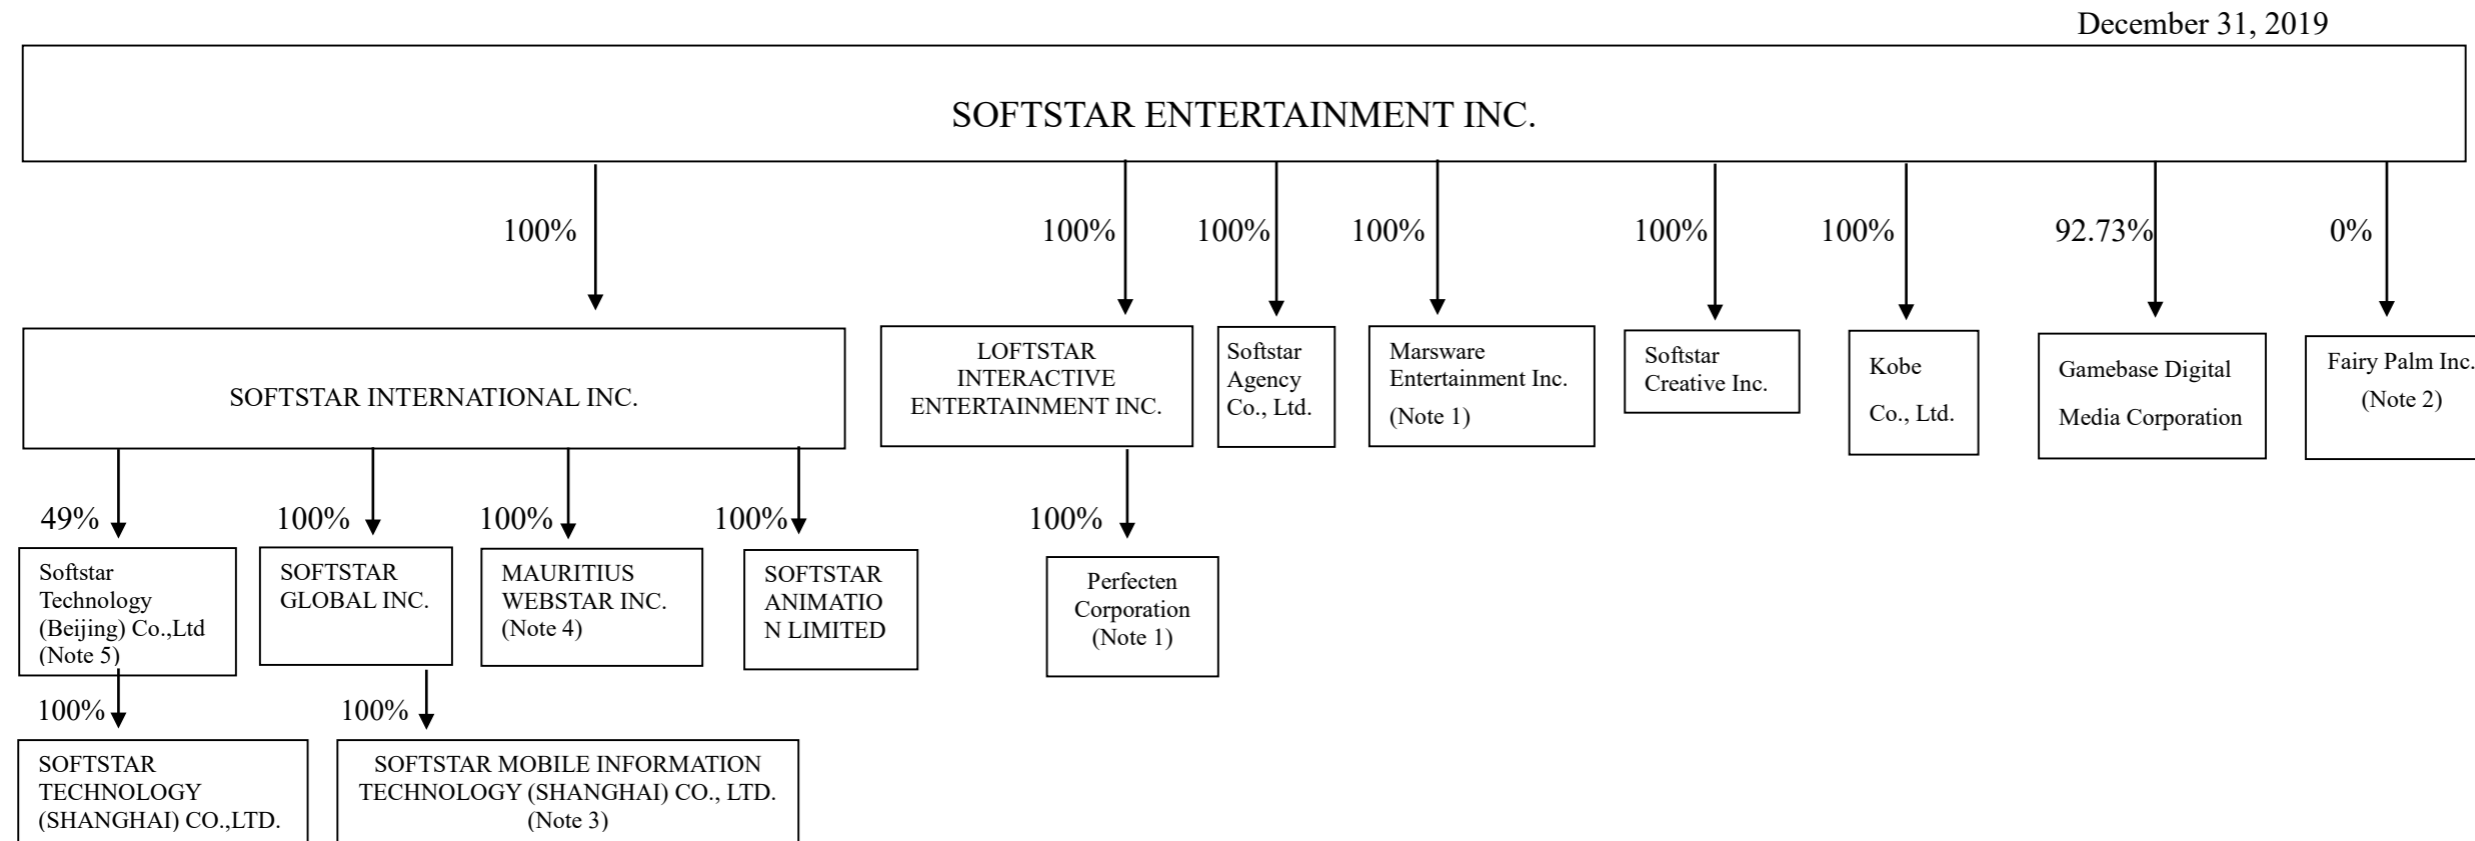 December 31, 2019
SOFTSTAR ENTERTAINMENT INC.
100%
100%
100%
100%
100%
100%
92.73%
0%
SOFTSTAR INTERNATIONAL INC.
LOFTSTAR
INTERACTIVE
ENTERTAINMENT INC.
Softstar
Agency
Co., Ltd.
Marsware
Entertainment Inc.
(Note 1)
Softstar
Creative Inc.
Kobe
Co., Ltd.
Gamebase Digital
Media Corporation
Fairy Palm Inc.
(Note 2)
49%
100%
100%
100%
100%
Softstar
Technology
(Beijing) Co.,Ltd
(Note 5)
SOFTSTAR
GLOBAL INC.
MAURITIUS
WEBSTAR INC.
(Note 4)
SOFTSTAR
ANIMATIO
N LIMITED
Perfecten
Corporation
(Note 1)
100%
100%
SOFTSTAR
TECHNOLOGY
(SHANGHAI) CO.,LTD.
SOFTSTAR MOBILE INFORMATION
TECHNOLOGY (SHANGHAI) CO., LTD.
(Note 3)